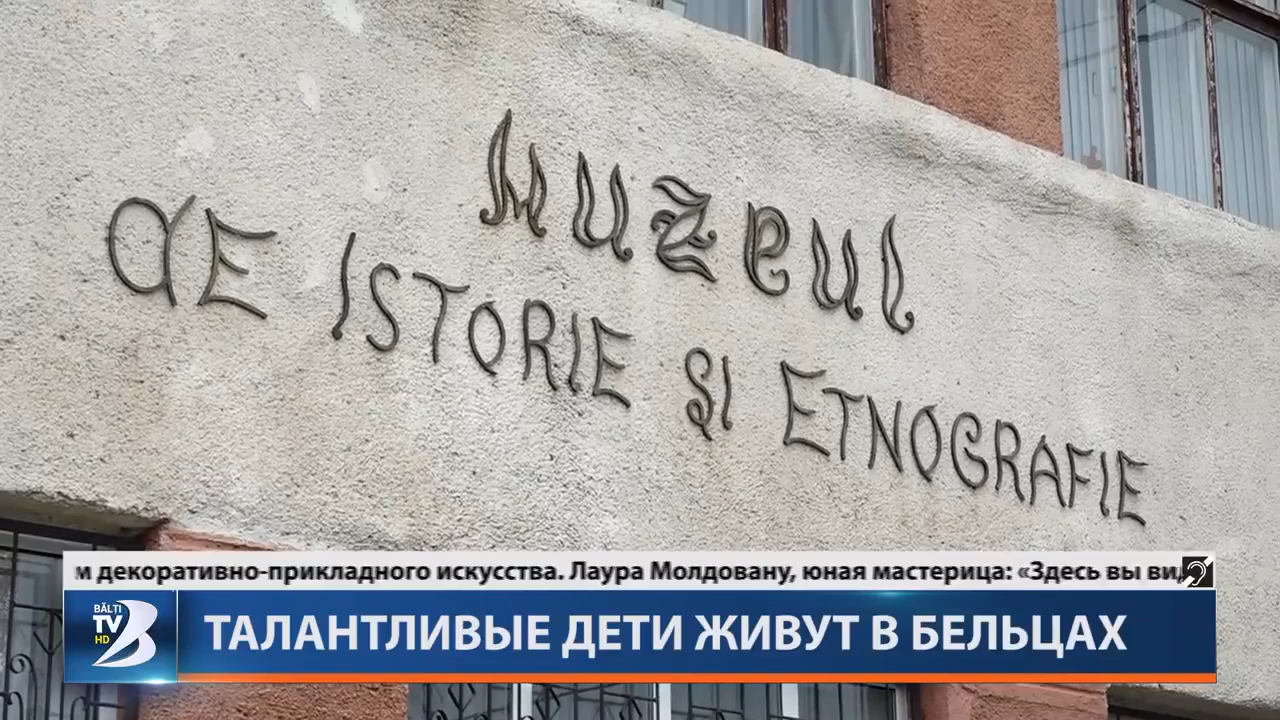 Muzeul
de ISTORIE ȘI ETNOGRAFIE
м декоративно-прикладного искусства. Лаура Молдовану, юная мастерица: «Здесь вы
BĂLȚI
TV
HD
ТАЛАНТЛИВЫЕ ДЕТИ ЖИВУТ В БЕЛЬЦАХ